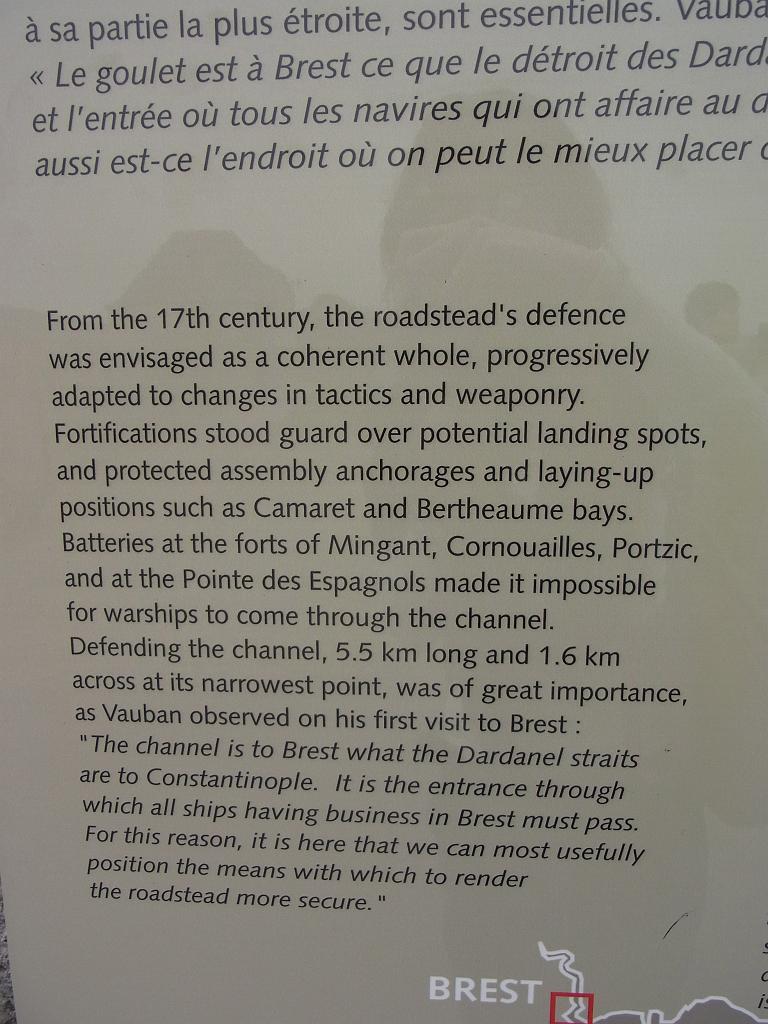 à sa partie la plus étroite, sont essentielles. Vauba
« Le goulet est à Brest ce que le détroit des Darda
et l'entrée où tous les navires qui ont affaire au d
aussi est-ce l'endroit où on peut le mieux placer
From the 17th century, the roadstead's defence
was envisaged as a coherent whole, progressively
adapted to changes in tactics and weaponry.
Fortifications stood guard over potential landing spots,
and protected assembly anchorages and laying-up
positions such as Camaret and Bertheaume bays.
Batteries at the forts of Mingant, Cornouailles, Portzic,
and at the Pointe des Espagnols made it impossible
for warships to come through the channel.
Defending the channel, 5.5 km long and 1.6 km
across at its narrowest point, was of great importance,
as Vauban observed on his first visit to Brest :
"The channel is to Brest what the Dardanel straits
are to Constantinople. It is the entrance through
which all ships having business in Brest must pass.
For this reason, it is here that we can most usefully
position the means with which to render
the roadstead more secure."
BREST